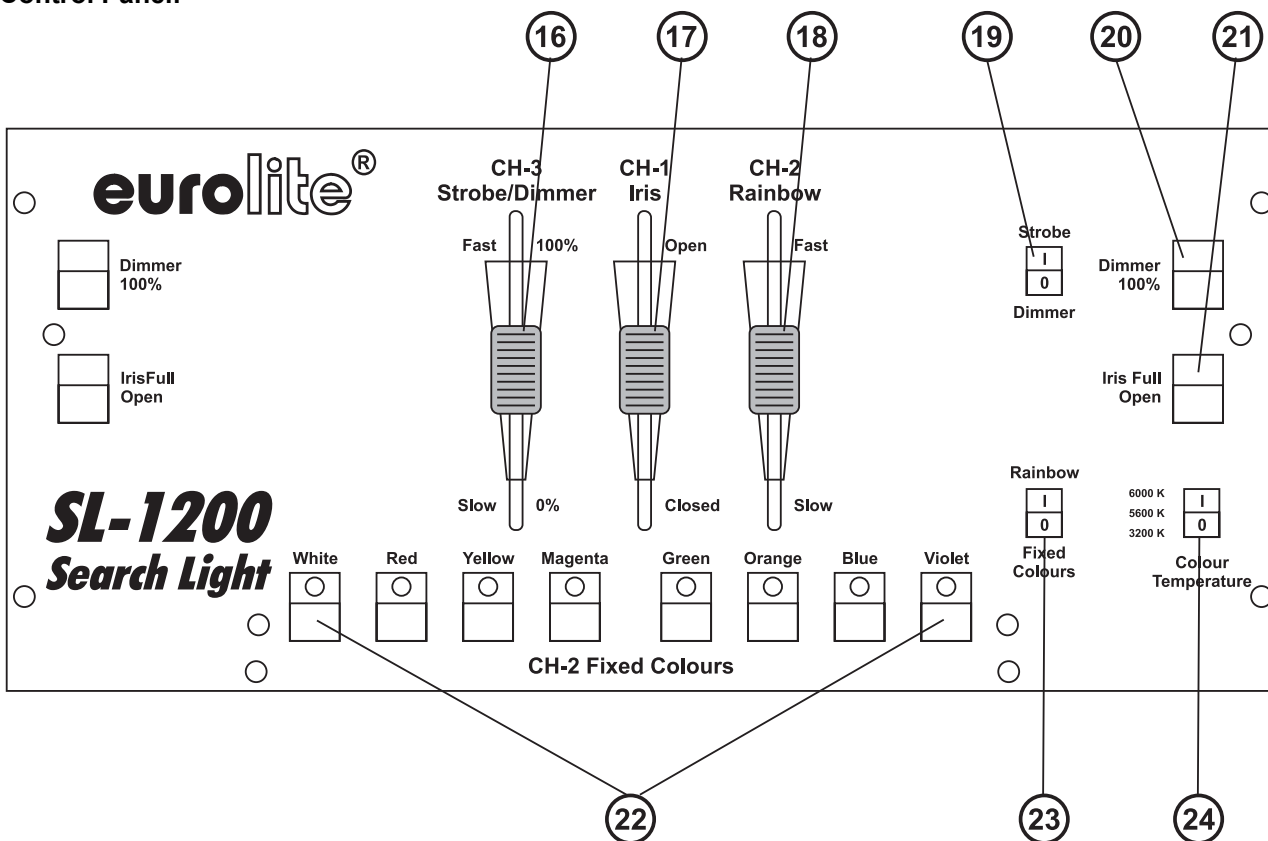 16 17 18 19 20 21
eurolite®
CH-3
Strobe/Dimmer
CH-1
Iris
CH-2
Rainbow
Fast 100%
Open
Fast
Strobe
I
0
Dimmer
Dimmer
100%
Dimmer
100%
IrisFull
Open
Iris Full
Open
Slow 0%
Closed
Slow
Rainbow
I
0
Fixed
Colours
6000 K
5600 K
3200 K
I
0
Colour
Temperature
SL-1200
Search Light
White Red Yellow Magenta Green Orange Blue Violet
CH-2 Fixed Colours
22 23 24